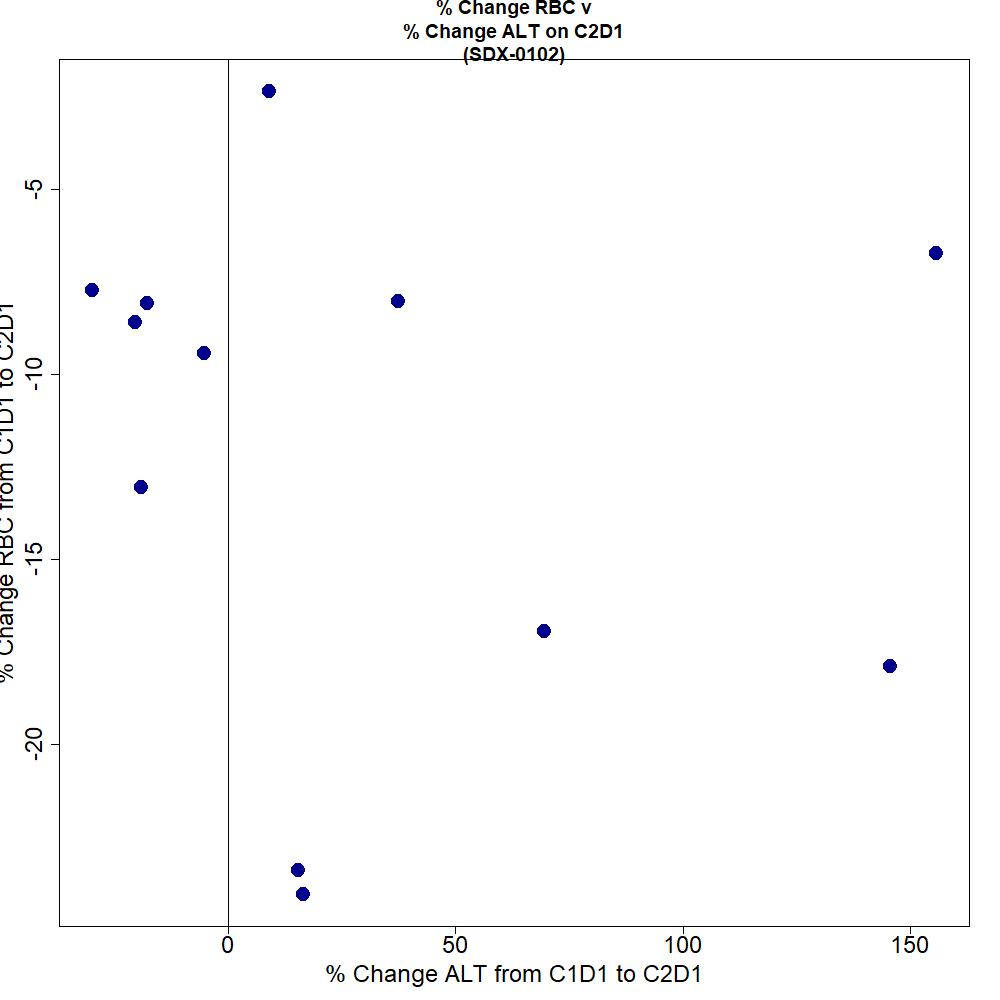 % Change RBC v
% Change ALT on C2D1
(SDX-0102)
-5
-10
-15
-20
% Change RBC from C1D1 to C2D1
0
50
100
150
% Change ALT from C1D1 to C2D1